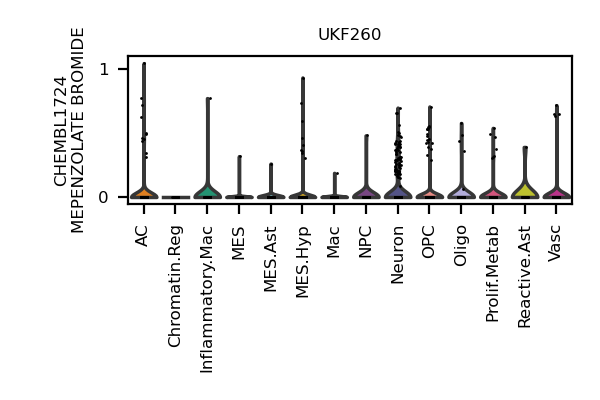 UKF260
CHEMBL1724
MEPENZOLATE BROMIDE
1
0
AC
Chromatin.Reg
Inflammatory.Mac
MES
MES.Ast
MES.Hyp
Mac
NPC
Neuron
OPC
Oligo
Prolif.Metab
Reactive.Ast
Vasc